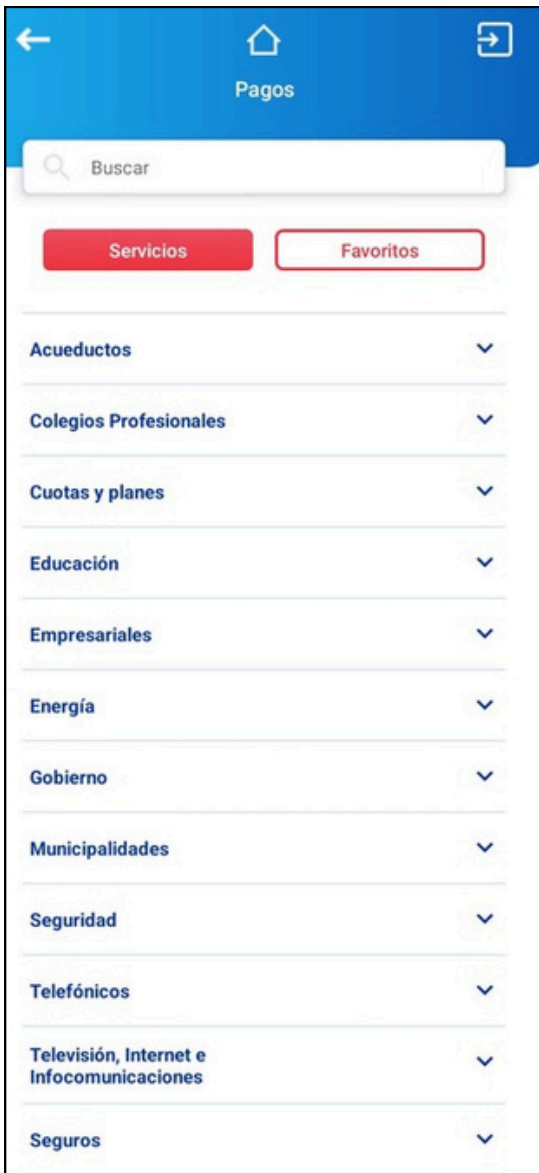 Pagos
Buscar
Servicios
Favoritos
Acueductos
Colegios Profesionales
Cuotas y planes
Educación
Empresariales
Energía
Gobierno
Municipalidades
Seguridad
Telefónicos
Televisión, Internet e
Infocomunicaciones
Seguros